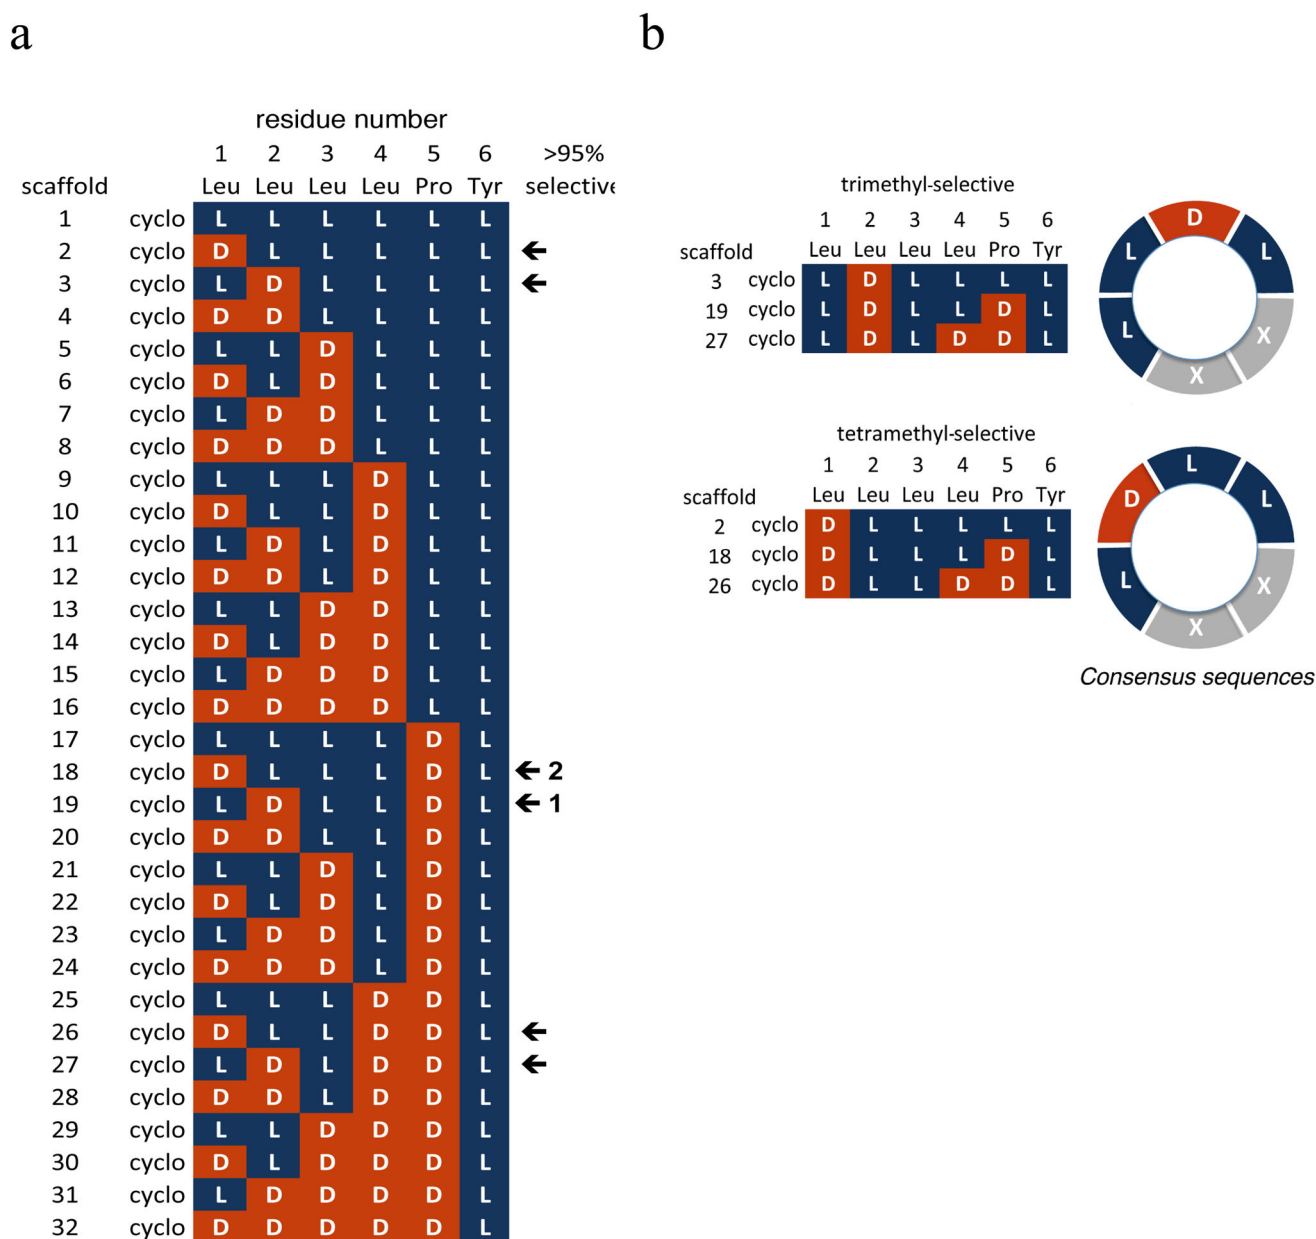 a
residue number
1 2 3 4 5 6 >95%
scaffold Leu Leu Leu Leu Pro Tyr selective
1 cyclo L L L L L L
2 cyclo D L L L L L ←
3 cyclo L D L L L L ←
4 cyclo D D L L L L
5 cyclo L L D L L L
6 cyclo D L D L L L
7 cyclo L D D L L L
8 cyclo D D D L L L
9 cyclo L L L D L L
10 cyclo D L L D L L
11 cyclo L D L D L L
12 cyclo D D L D L L
13 cyclo L L D D L L
14 cyclo D L D D L L
15 cyclo L D D D L L
16 cyclo D D D D L L
17 cyclo L L L L D L
18 cyclo D L L L D L ← 2
19 cyclo L D L L D L ← 1
20 cyclo D D L L D L
21 cyclo L L D L D L
22 cyclo D L D L D L
23 cyclo L D D L D L
24 cyclo D D D L D L
25 cyclo L L L D D L
26 cyclo D L L D D L ←
27 cyclo L D L D D L ←
28 cyclo D D L D D L
29 cyclo L L D D D L
30 cyclo D L D D D L
31 cyclo L D D D D L
32 cyclo D D D D D L
b
trimethyl-selective
1 2 3 4 5 6
scaffold Leu Leu Leu Leu Pro Tyr
3 cyclo L D L L L L
19 cyclo L D L L D L
27 cyclo L D L D D L
D
L L
L X
X
tetramethyl-selective
1 2 3 4 5 6
scaffold Leu Leu Leu Leu Pro Tyr
2 cyclo D L L L L L
18 cyclo D L L L D L
26 cyclo D L L D D L
L
D L
L X
X
Consensus sequences